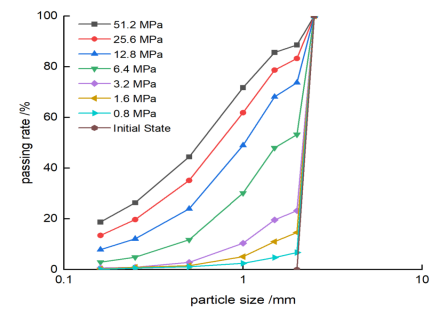 100
80
60
40
20
0
passing rate /%
51.2 MPa
25.6 MPa
12.8 MPa
6.4 MPa
3.2 MPa
1.6 MPa
0.8 MPa
Initial State
0.1
1
10
particle size /mm